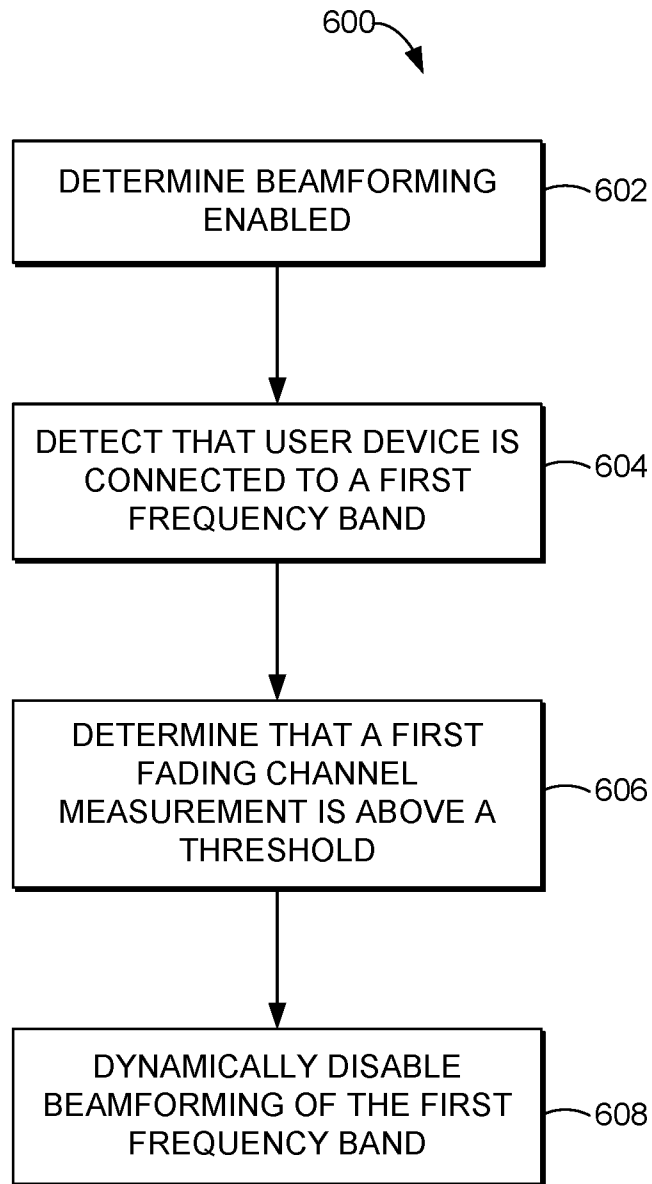 600
DETERMINE BEAMFORMING
ENABLED
602
DETECT THAT USER DEVICE IS
CONNECTED TO A FIRST
FREQUENCY BAND
604
DETERMINE THAT A FIRST
FADING CHANNEL
MEASUREMENT IS ABOVE A
THRESHOLD
606
DYNAMICALLY DISABLE
BEAMFORMING OF THE FIRST
FREQUENCY BAND
608